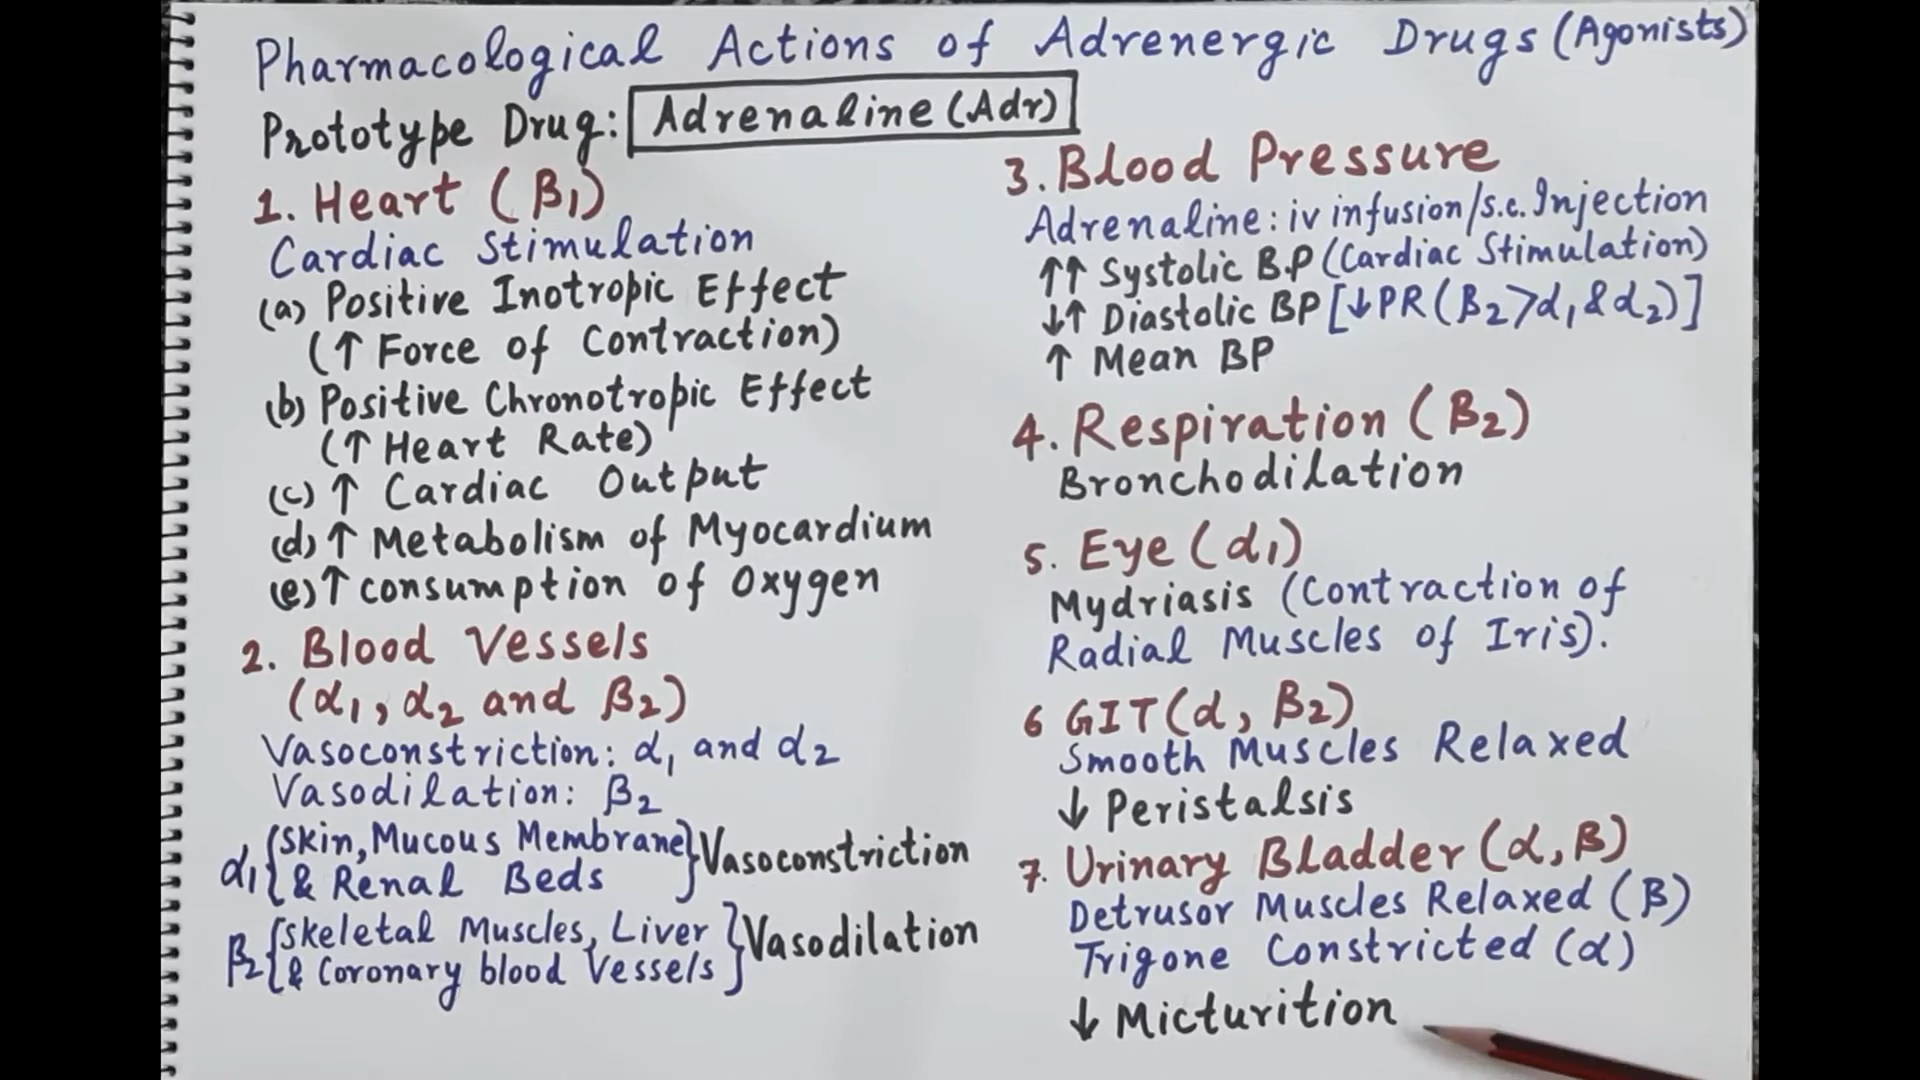 Pharmacological Actions of Adrenergic Drugs (Agonists)
Prototype Drug: Adrenaline (Adr)
1. Heart (β1)
Cardiac Stimulation
(a) Positive Inotropic Effect
(↑ Force of Contraction)
(b) Positive Chronotropic Effect
(↑ Heart Rate)
(c) ↑ Cardiac Output
(d) ↑ Metabolism of Myocardium
(e) ↑ consumption of Oxygen
2. Blood Vessels
(α1, α2 and β2)
Vasoconstriction: α1 and α2
Vasodilation: β2
α1 { Skin, Mucous Membrane & Renal Beds } Vasoconstriction
β2 { Skeletal Muscles, Liver & Coronary blood Vessels } Vasodilation
3. Blood Pressure
Adrenaline: iv infusion/s.c. Injection
↑↑ Systolic B.P (Cardiac Stimulation)
↓↑ Diastolic BP [↓PR (β2>α1 & α2)]
↑ Mean BP
4. Respiration (β2)
Bronchodilation
5. Eye (α1)
Mydriasis (Contraction of
Radial Muscles of Iris).
6 GIT (α, β2)
Smooth Muscles Relaxed
↓ Peristalsis
7. Urinary Bladder (α, β)
Detrusor Muscles Relaxed (β)
Trigone Constricted (α)
↓ Micturition